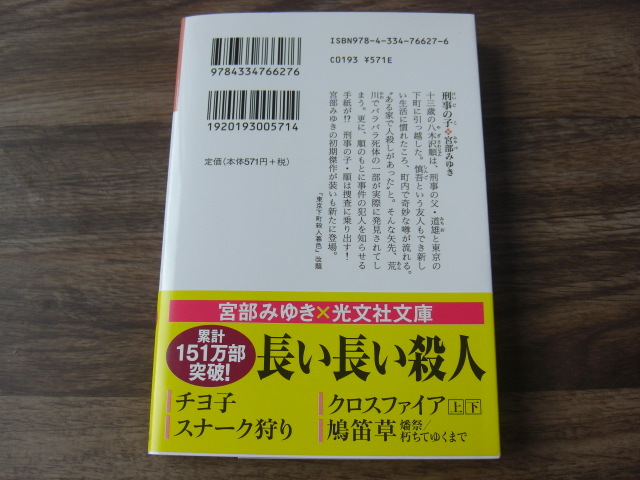 ISBN978-4-334-76627-6
C0193 ¥571E
9784334766276
1920193005714
定価(本体571円+税)
刑事の子✚宮部みゆき
十三歳の八木沢順は、刑事の父・道雄と東京の
下町に引っ越した。慎吾という友人もでき新し
い生活に慣れたころ、町内で奇妙な噂が流れる。
“ある家で人殺しがあった”と。そんな矢先、荒
川でバラバラ死体の一部が実際に発見されてし
まう。更に、順のもとに事件の犯人を知らせる
手紙が!? 刑事の子・順は捜査に乗り出す!
宮部みゆきの初期傑作が装いも新たに登場。
『東京下町殺人暮色』改題
宮部みゆき×光文社文庫
累計
151万部
突破!
長い長い殺人
チヨ子
スナーク狩り
クロスファイア上下
鳩笛草 燔祭/
朽ちてゆくまで